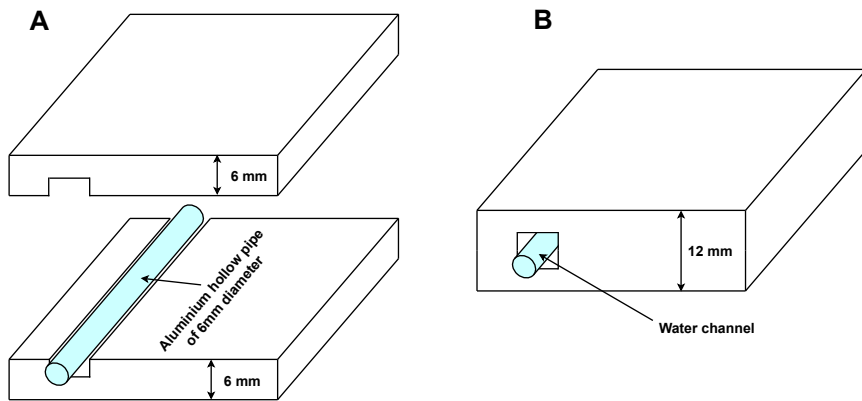 A
6 mm
Aluminium hollow pipe
of 6mm diameter
6 mm
B
12 mm
Water channel